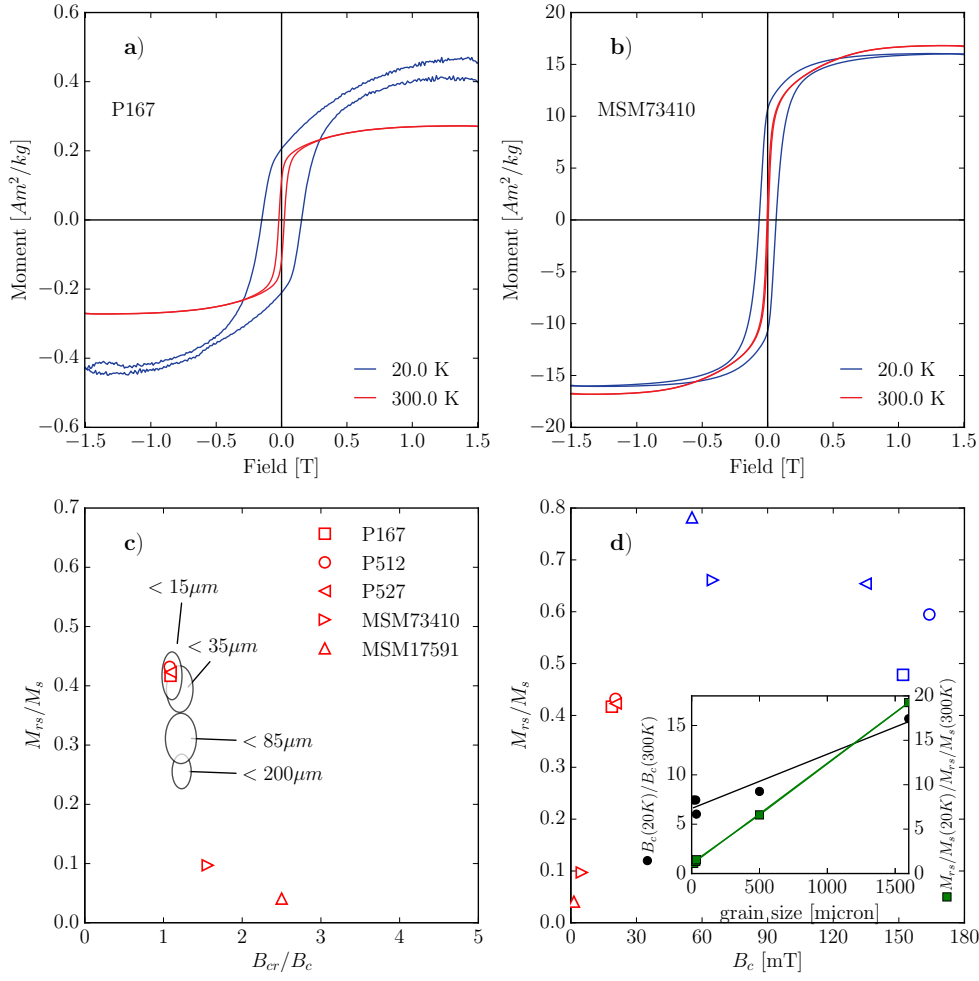 a)
P167
Moment [Am²/kg]
0.6
0.4
0.2
0.0
−0.2
−0.4
−0.6
−1.5 −1.0 −0.5 0.0 0.5 1.0 1.5
Field [T]
20.0 K
300.0 K
b)
MSM73410
Moment [Am²/kg]
20
15
10
5
0
−5
−10
−15
−20
−1.5 −1.0 −0.5 0.0 0.5 1.0 1.5
Field [T]
20.0 K
300.0 K
c)
M_rs/M_s
0.7
0.6
0.5
0.4
0.3
0.2
0.1
0.0
0 1 2 3 4 5
B_cr/B_c
P167
P512
P527
MSM73410
MSM17591
< 15μm
< 35μm
< 85μm
< 200μm
d)
M_rs/M_s
0.8
0.7
0.6
0.5
0.4
0.3
0.2
0.1
0.0
0 30 60 90 120 150 180
B_c [mT]
B_c(20K)/B_c(300K)
15
10
5
0
0 500 1000 1500
grain size [micron]
20
15
10
5
0
M_rs/M_s(20K)/M_rs/M_s(300K)